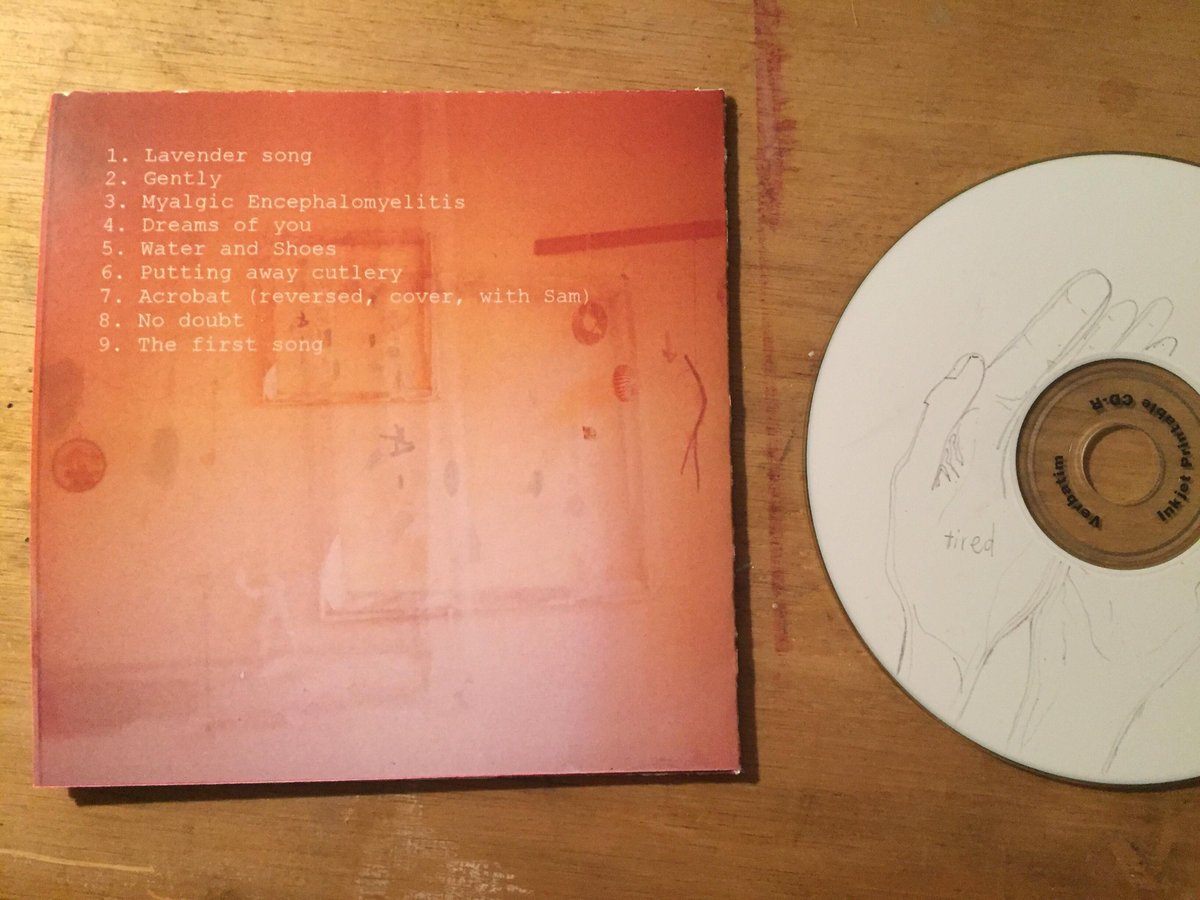 1. Lavender song
2. Gently
3. Myalgic Encephalomyelitis
4. Dreams of you
5. Water and Shoes
6. Putting away cutlery
7. Acrobat (reversed, cover, with Sam)
8. No doubt
9. The first song
tired
Verbatim
Inkjet Printable CD-R